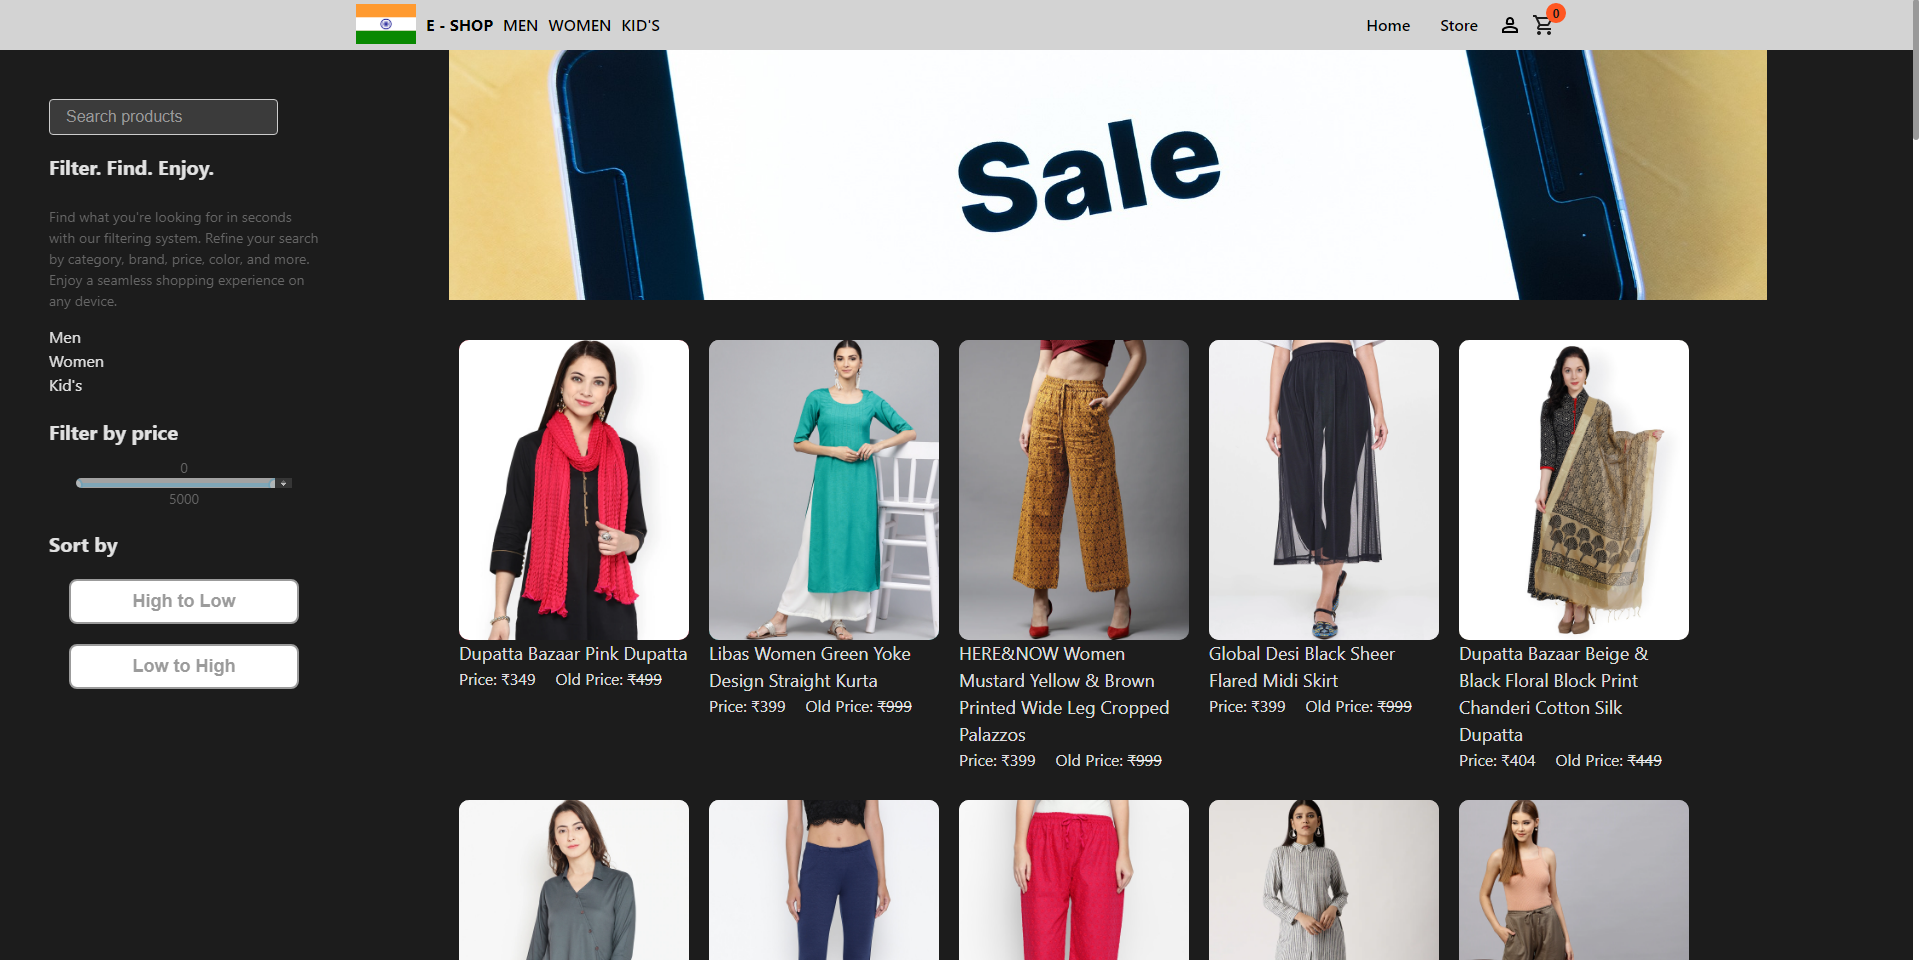 E - SHOP MEN WOMEN KID'S Home Store 0
Search products
Filter. Find. Enjoy.
Find what you're looking for in seconds
with our filtering system. Refine your search
by category, brand, price, color, and more.
Enjoy a seamless shopping experience on
any device.
Men
Women
Kid's
Filter by price
0
5000
Sort by
High to Low
Low to High
Sale
Dupatta Bazaar Pink Dupatta
Price: ₹349 Old Price: ₹499
Libas Women Green Yoke
Design Straight Kurta
Price: ₹399 Old Price: ₹999
HERE&NOW Women
Mustard Yellow & Brown
Printed Wide Leg Cropped
Palazzos
Price: ₹399 Old Price: ₹999
Global Desi Black Sheer
Flared Midi Skirt
Price: ₹399 Old Price: ₹999
Dupatta Bazaar Beige &
Black Floral Block Print
Chanderi Cotton Silk
Dupatta
Price: ₹404 Old Price: ₹449